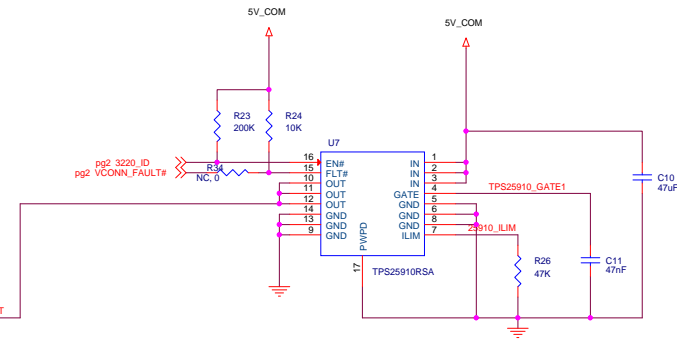 5V_COM
5V_COM
R23
200K
R24
10K
U7
pg2 3220_ID
pg2 VCONN_FAULT#
R34
NC, 0
16
15
10
11
12
14
13
9
EN#
FLT#
OUT
OUT
OUT
GND
GND
GND
PWPD
IN
IN
IN
GATE
GND
GND
GND
ILIM
1
2
3
4
5
6
8
7
17
TPS25910RSA
TPS25910_GATE1
25910_ILIM
R26
47K
C11
47nF
C10
47uF
T